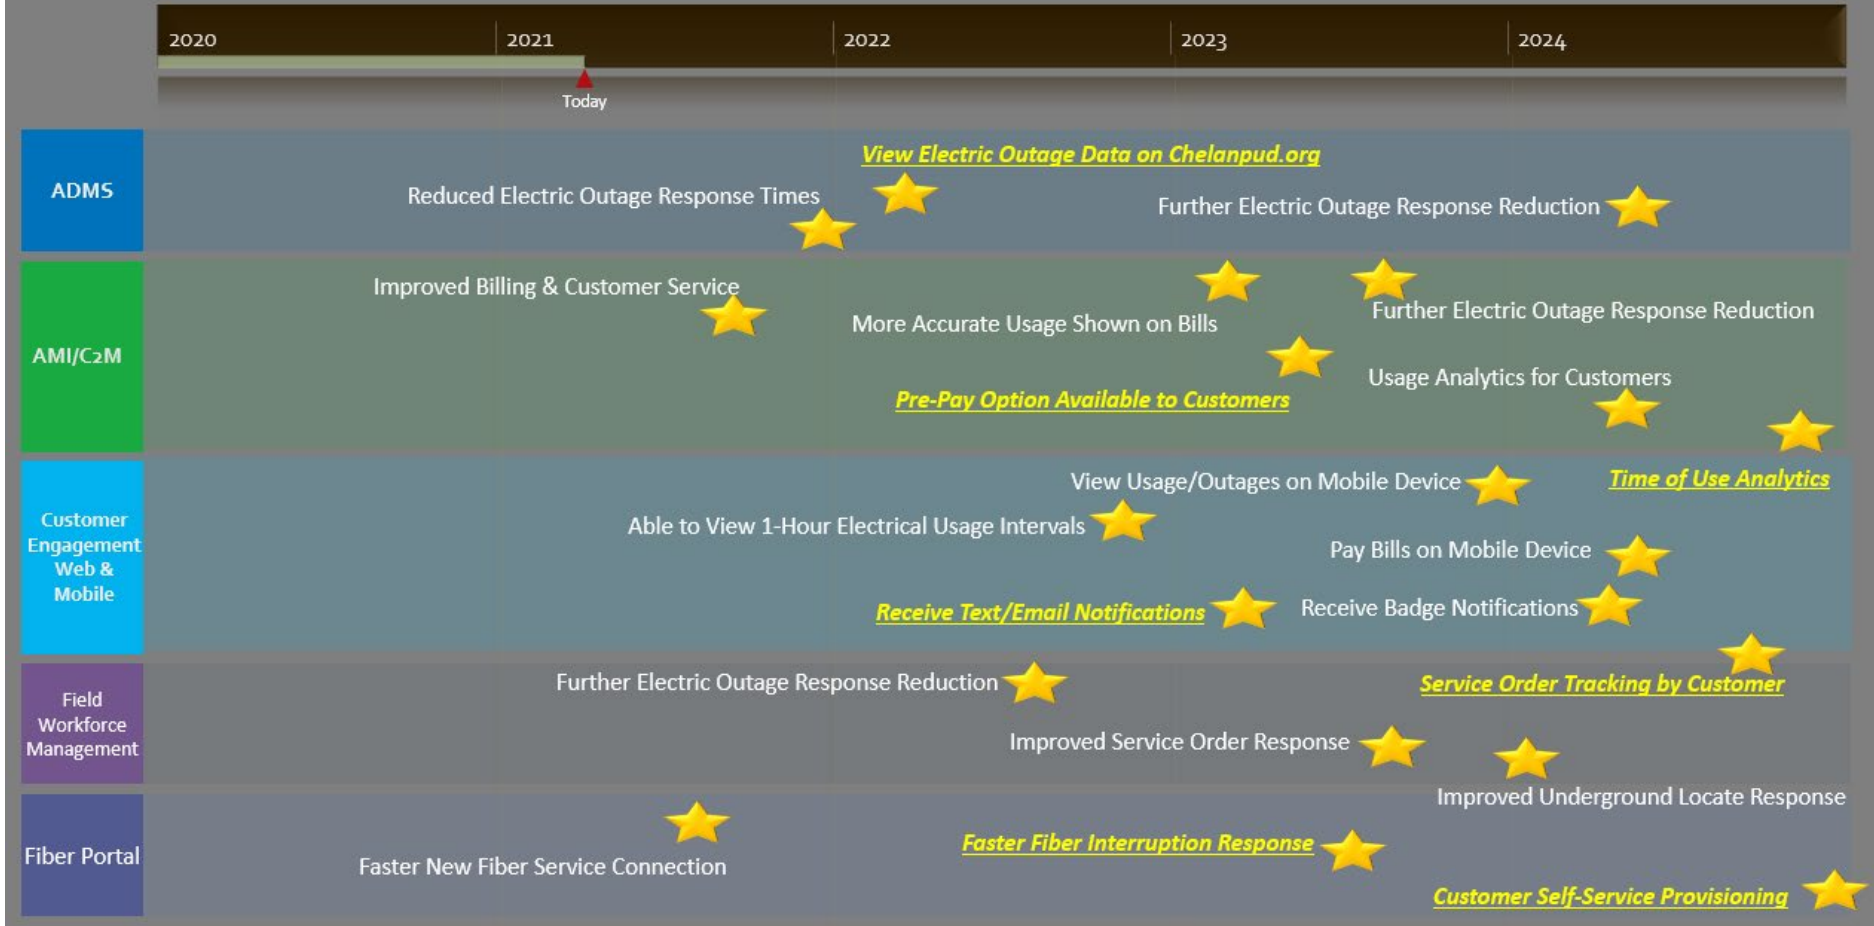 2020
2021
2022
2023
2024
Today
ADMS
View Electric Outage Data on Chelanpud.org
Reduced Electric Outage Response Times
Further Electric Outage Response Reduction
AMI/C2M
Improved Billing & Customer Service
More Accurate Usage Shown on Bills
Further Electric Outage Response Reduction
Usage Analytics for Customers
Pre-Pay Option Available to Customers
Time of Use Analytics
Customer
Engagement
Web &
Mobile
View Usage/Outages on Mobile Device
Able to View 1-Hour Electrical Usage Intervals
Pay Bills on Mobile Device
Receive Text/Email Notifications
Receive Badge Notifications
Service Order Tracking by Customer
Field
Workforce
Management
Further Electric Outage Response Reduction
Improved Service Order Response
Improved Underground Locate Response
Fiber Portal
Faster New Fiber Service Connection
Faster Fiber Interruption Response
Customer Self-Service Provisioning